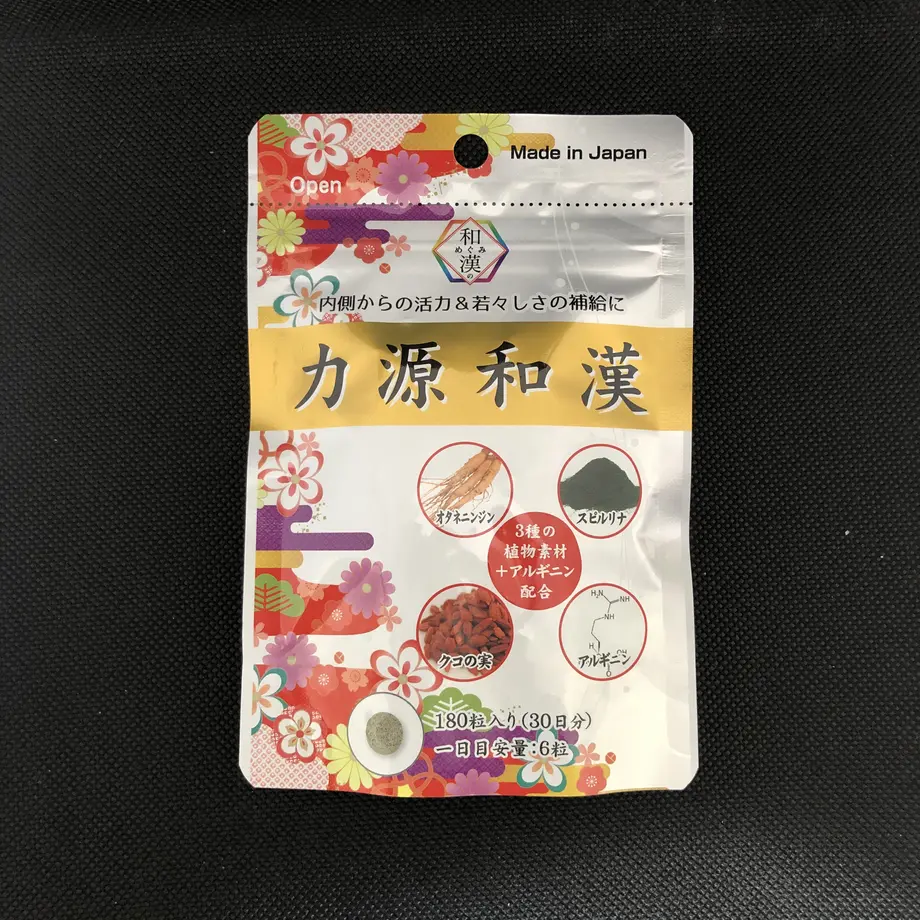 Made in Japan
Open
和
めぐみ
漢の
内側からの活力&若々しさの補給に
力源和漢
オタネニンジン
スピルリナ
3種の
植物素材
+アルギニン
配合
クコの実
H₂N
NH
NH
アルギニン
180粒入り(30日分)
一日目安量:6粒